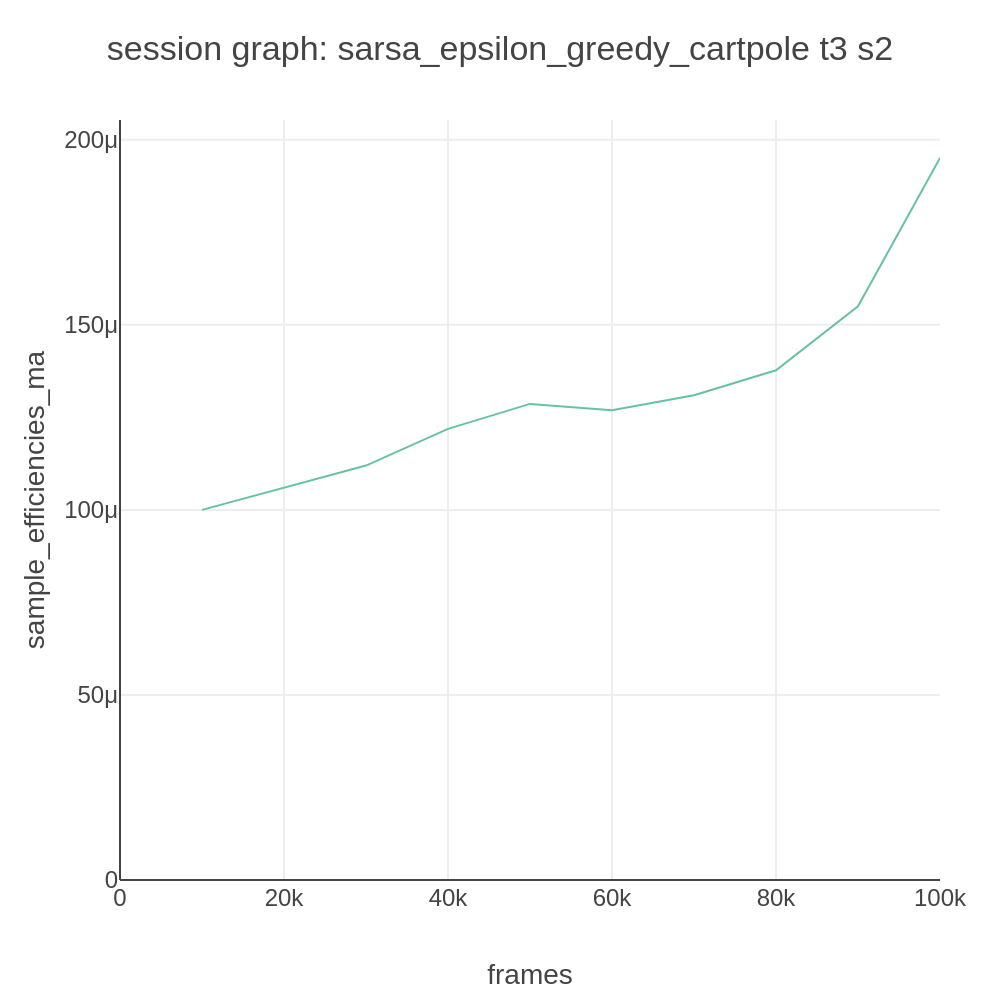 session graph: sarsa_epsilon_greedy_cartpole t3 s2
200μ
150μ
100μ
50μ
0
sample_efficiencies_ma
0
20k
40k
60k
80k
100k
frames